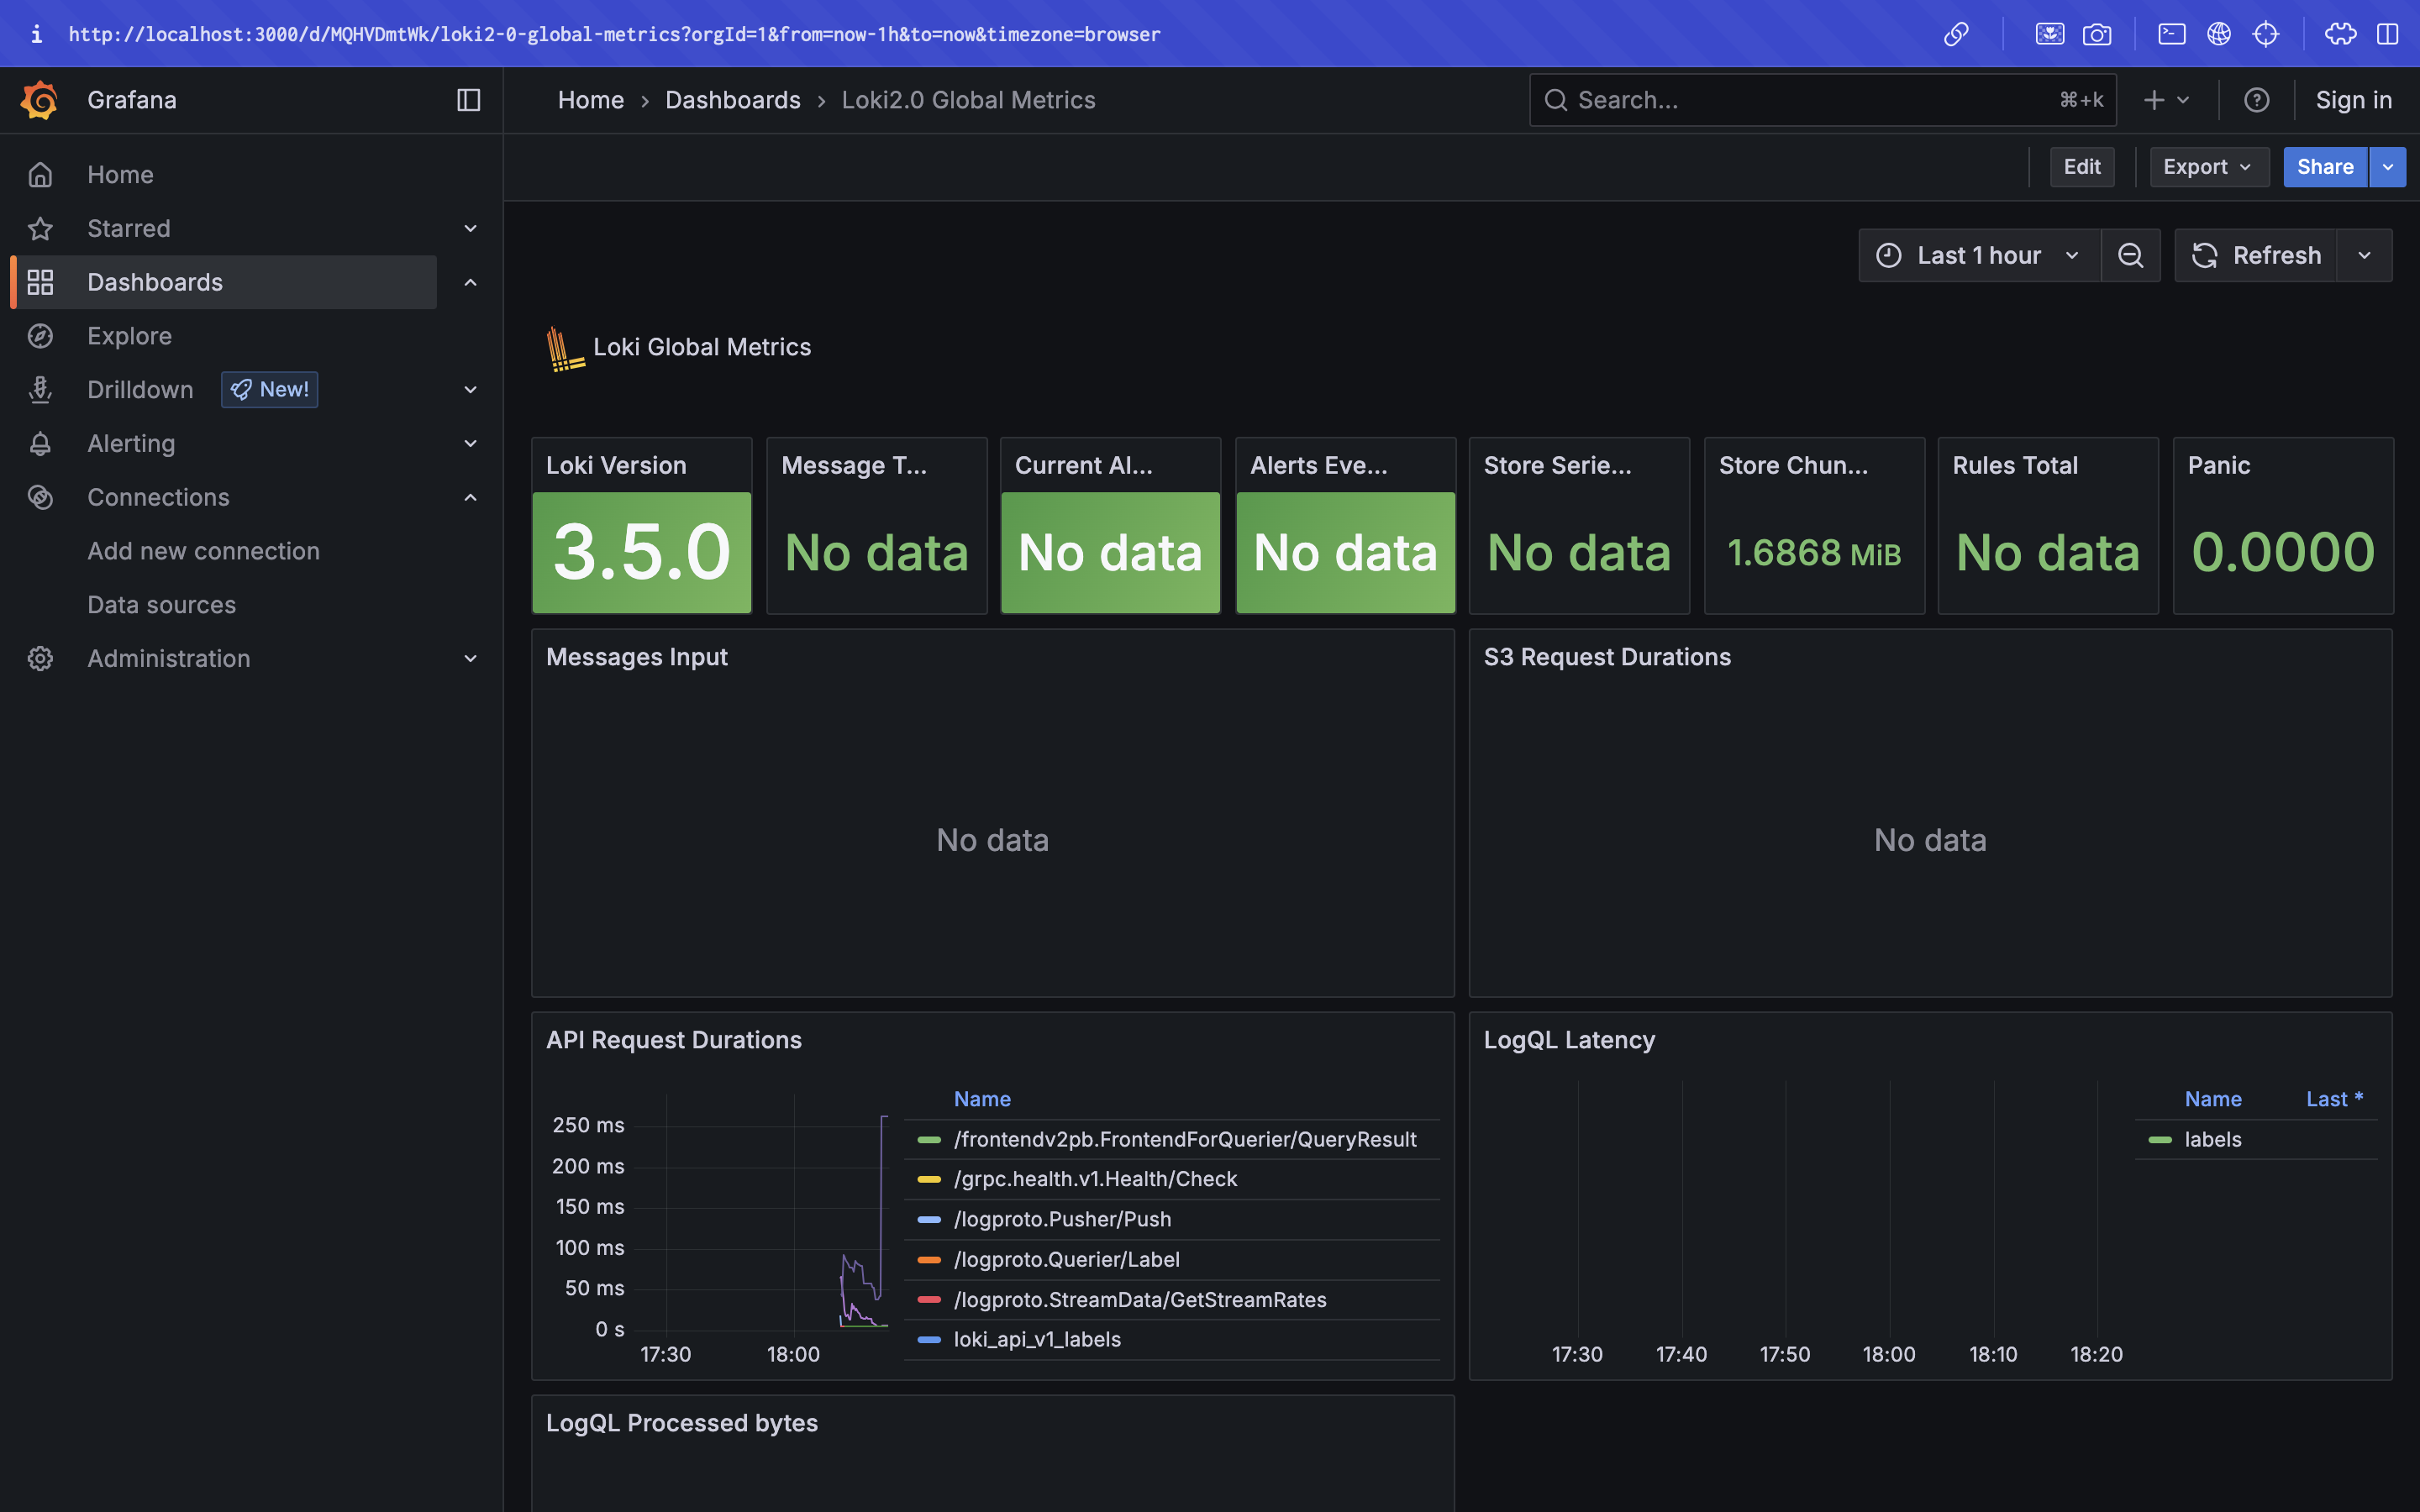 http://localhost:3000/d/MQHVDmtWk/loki2-0-global-metrics?orgId=1&from=now-1h&to=now&timezone=browser
Grafana
Home › Dashboards › Loki2.0 Global Metrics
Search...
⌘+k
Sign in
Edit
Export
Share
Home
Starred
Dashboards
Explore
Drilldown
New!
Alerting
Connections
Add new connection
Data sources
Administration
Last 1 hour
Refresh
Loki Global Metrics
Loki Version
3.5.0
Message T...
No data
Current Al...
No data
Alerts Eve...
No data
Store Serie...
No data
Store Chun...
1.6868 MiB
Rules Total
No data
Panic
0.0000
Messages Input
No data
S3 Request Durations
No data
API Request Durations
250 ms
200 ms
150 ms
100 ms
50 ms
0 s
17:30
18:00
Name
/frontendv2pb.FrontendForQuerier/QueryResult
/grpc.health.v1.Health/Check
/logproto.Pusher/Push
/logproto.Querier/Label
/logproto.StreamData/GetStreamRates
loki_api_v1_labels
LogQL Latency
17:30
17:40
17:50
18:00
18:10
18:20
Name
Last *
labels
LogQL Processed bytes